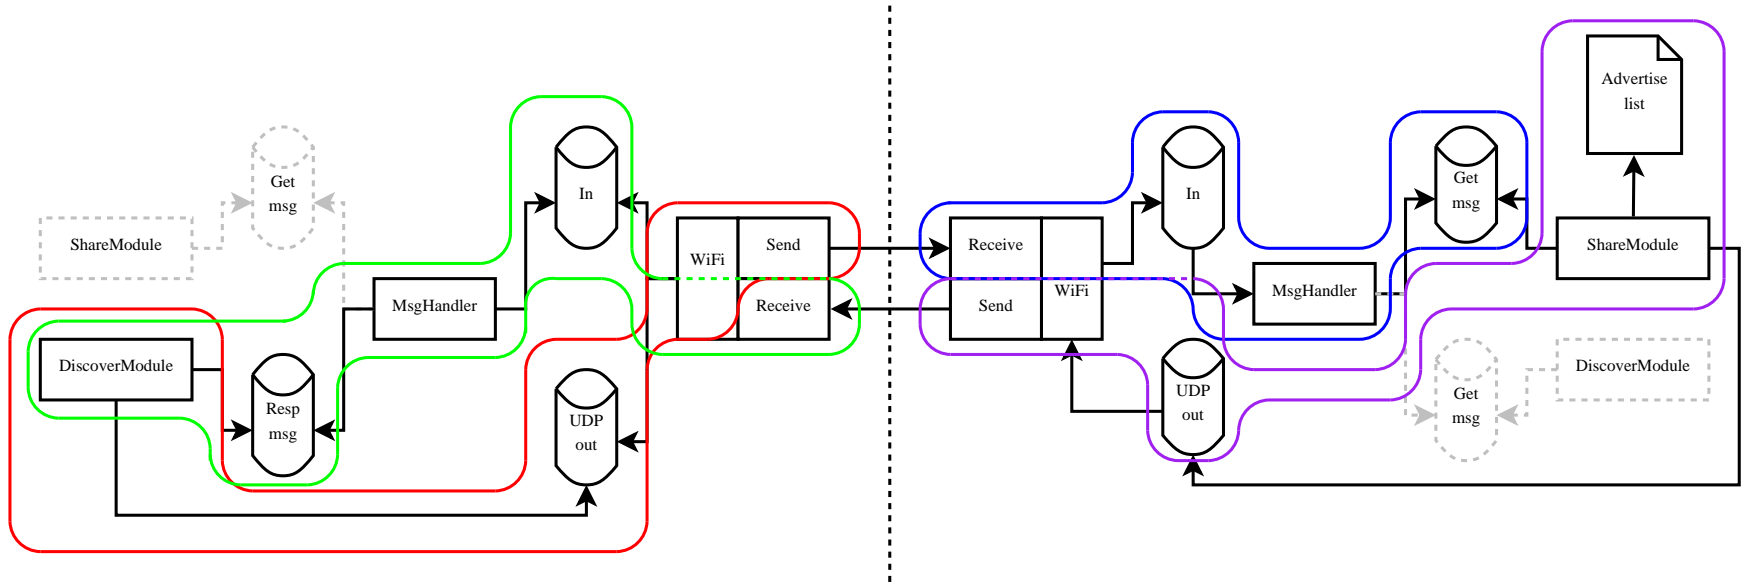 Get
msg
ShareModule
DiscoverModule
Resp
msg
MsgHandler
In
UDP
out
WiFi
Send
Receive
Receive
Send
WiFi
In
UDP
out
MsgHandler
Get
msg
Get
msg
Advertise
list
ShareModule
DiscoverModule